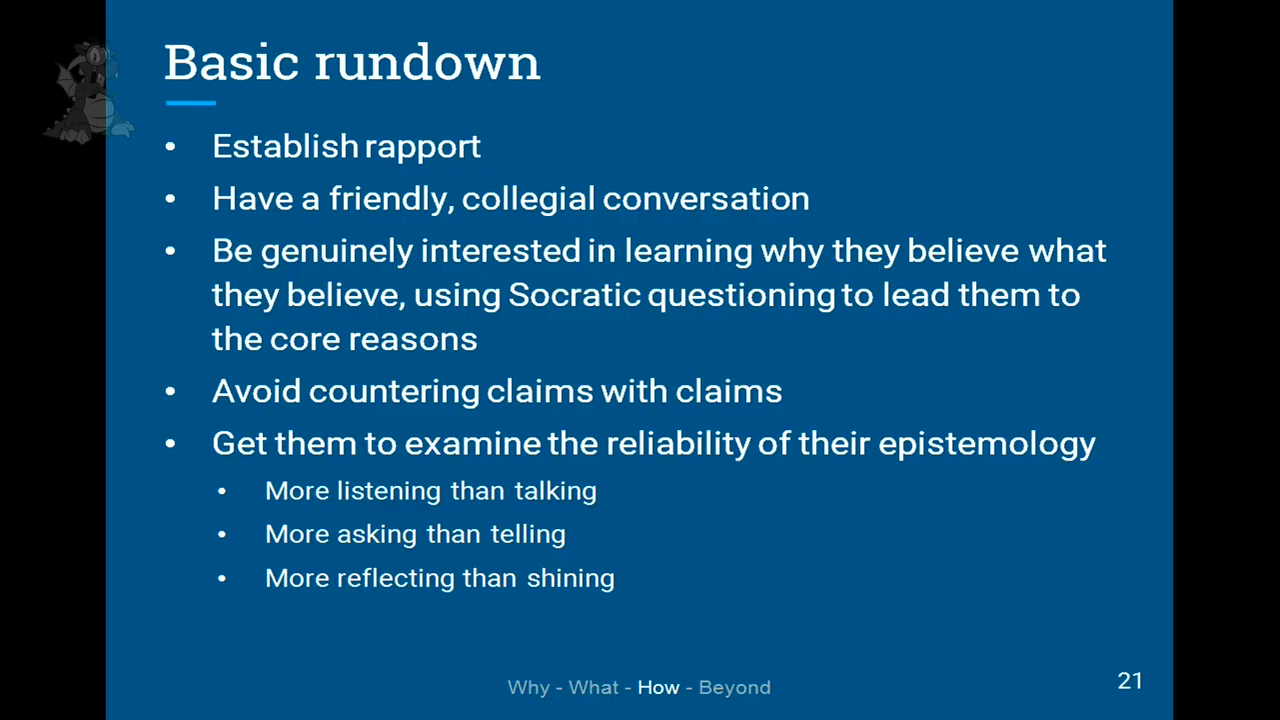 Basic rundown
• Establish rapport
• Have a friendly, collegial conversation
• Be genuinely interested in learning why they believe what
they believe, using Socratic questioning to lead them to
the core reasons
• Avoid countering claims with claims
• Get them to examine the reliability of their epistemology
• More listening than talking
• More asking than telling
• More reflecting than shining
Why - What - How - Beyond
21